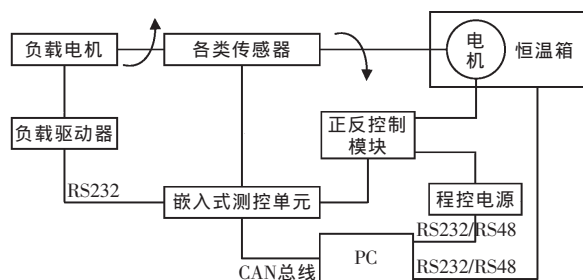 负载电机
各类传感器
电
机
恒温箱
负载驱动器
正反控制
模块
RS232
嵌入式测控单元
程控电源
RS232/RS48
PC
CAN总线
RS232/RS48